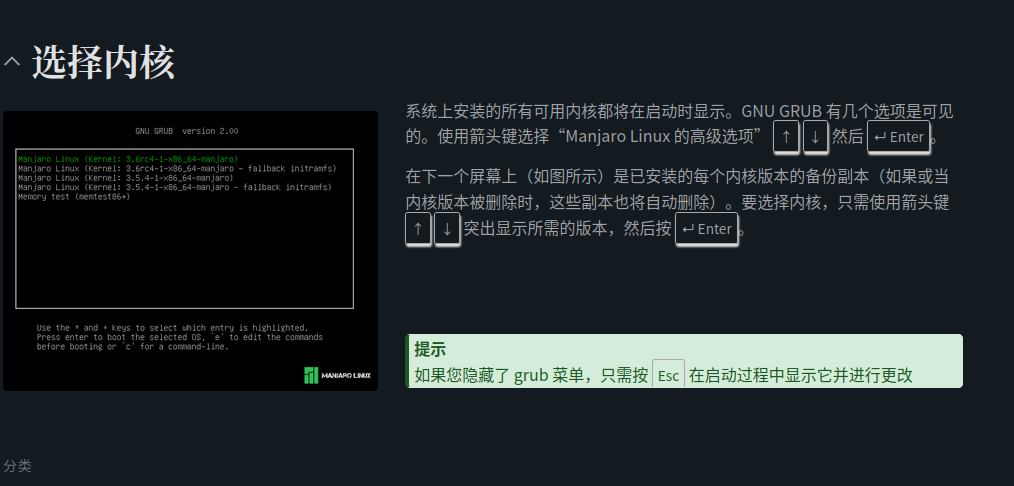 选择内核
GNU GRUB version 2.00
Manjaro Linux (Kernel: 3.6rc4-1-x86_64-manjaro)
Manjaro Linux (Kernel: 3.6rc4-1-x86_64-manjaro - fallback initramfs)
Manjaro Linux (Kernel: 3.5.4-1-x86_64-manjaro)
Manjaro Linux (Kernel: 3.5.4-1-x86_64-manjaro - fallback initramfs)
Memory test (memtest86+)
Use the ↑ and ↓ keys to select which entry is highlighted.
Press enter to boot the selected OS, `e' to edit the commands
before booting or `c' for a command-line.
MANJARO LINUX
系统上安装的所有可用内核都将在启动时显示。GNU GRUB 有几个选项是可见
的。使用箭头键选择“Manjaro Linux 的高级选项” ↑ ↓ 然后 ↵ Enter 。
在下一个屏幕上（如图所示）是已安装的每个内核版本的备份副本（如果或当
内核版本被删除时，这些副本也将自动删除）。要选择内核，只需使用箭头键
↑ ↓ 突出显示所需的版本，然后按 ↵ Enter 。
提示
如果您隐藏了 grub 菜单，只需按 Esc 在启动过程中显示它并进行更改
分类